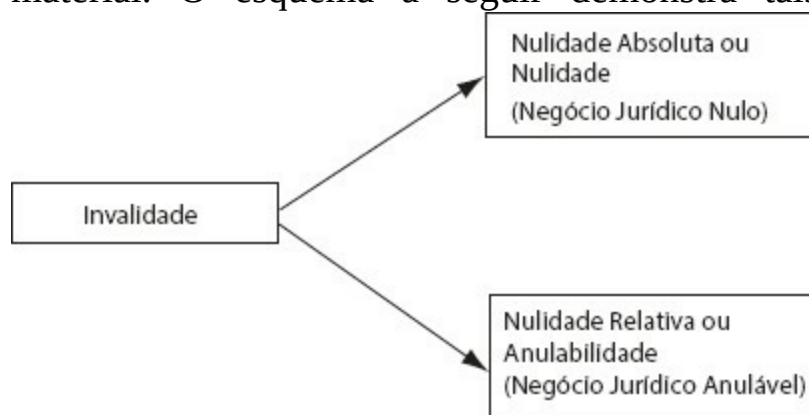 material. O esquema a seguir demonstra tais
Nulidade Absoluta ou
Nulidade
(Negócio Jurídico Nulo)
Invalidade
Nulidade Relativa ou
Anulabilidade
(Negócio Jurídico Anulável)